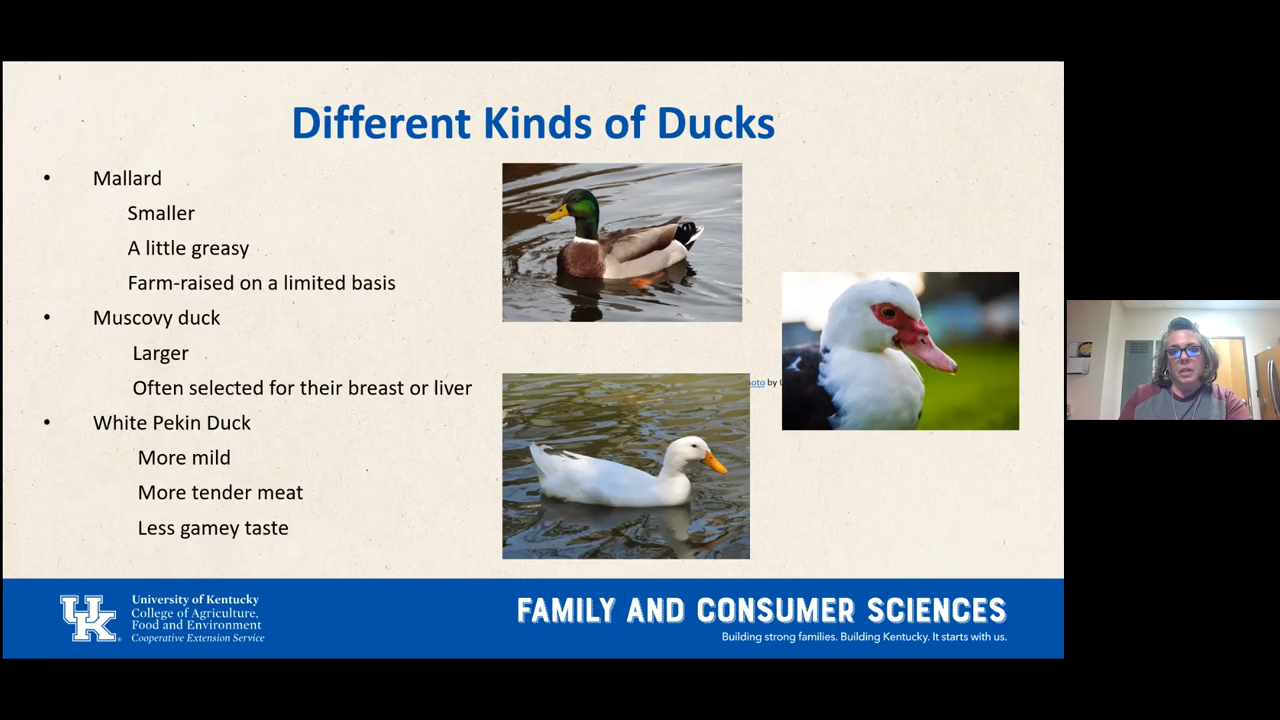 Different Kinds of Ducks
• Mallard
Smaller
A little greasy
Farm-raised on a limited basis
• Muscovy duck
Larger
Often selected for their breast or liver
• White Pekin Duck
More mild
More tender meat
Less gamey taste
by
UK
University of Kentucky
College of Agriculture,
Food and Environment
Cooperative Extension Service
FAMILY AND CONSUMER SCIENCES
Building strong families. Building Kentucky. It starts with us.